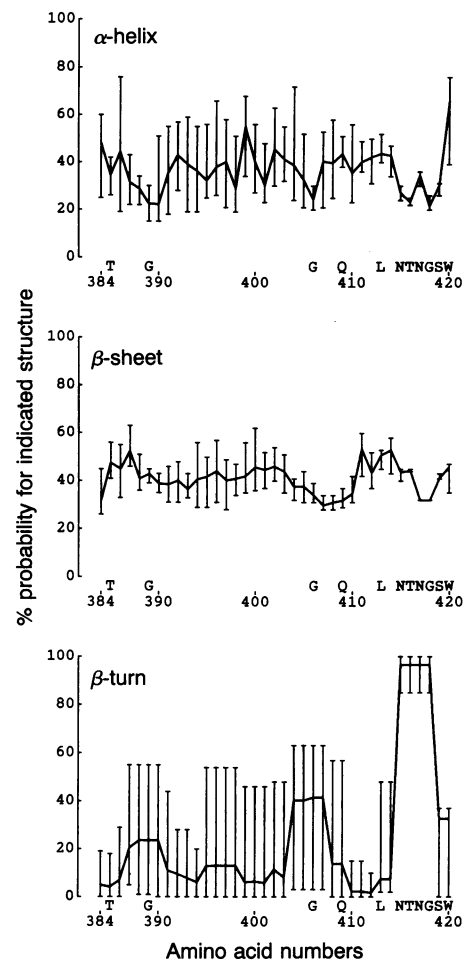 % probability for indicated structure
α-helix
100
80
60
40
20
0
T G G Q L NTNGSW
384 390 400 410 420
β-sheet
100
80
60
40
20
0
T G G Q L NTNGSW
384 390 400 410 420
β-turn
100
80
60
40
20
0
T G G Q L NTNGSW
384 390 400 410 420
Amino acid numbers